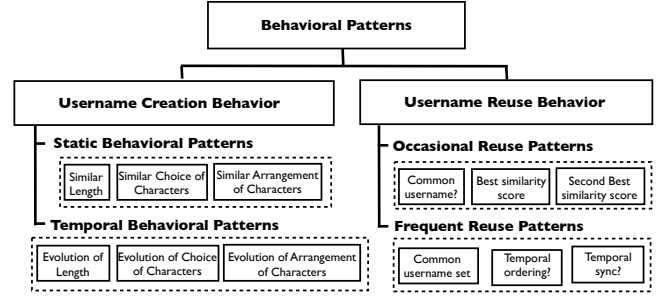 Behavioral Patterns
Username Creation Behavior
Username Reuse Behavior
Static Behavioral Patterns
Similar
Length
Similar Choice of
Characters
Similar Arrangement
of Characters
Temporal Behavioral Patterns
Evolution of
Length
Evolution of Choice
of Characters
Evolution of Arrangement
of Characters
Occasional Reuse Patterns
Common
username?
Best similarity
score
Second Best
similarity score
Frequent Reuse Patterns
Common
username set
Temporal
ordering?
Temporal
sync?